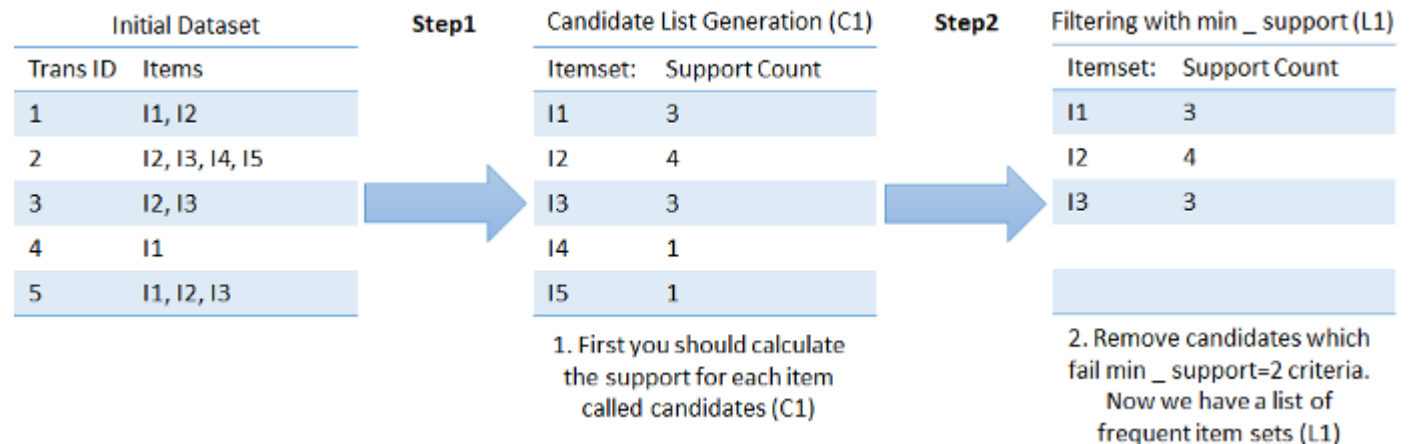 Initial Dataset
Trans ID Items
1 I1, I2
2 I2, I3, I4, I5
3 I2, I3
4 I1
5 I1, I2, I3
Step1
Candidate List Generation (C1)
Itemset: Support Count
I1 3
I2 4
I3 3
I4 1
I5 1
1. First you should calculate
the support for each item
called candidates (C1)
Step2
Filtering with min _ support (L1)
Itemset: Support Count
I1 3
I2 4
I3 3
2. Remove candidates which
fail min _ support=2 criteria.
Now we have a list of
frequent item sets (L1)